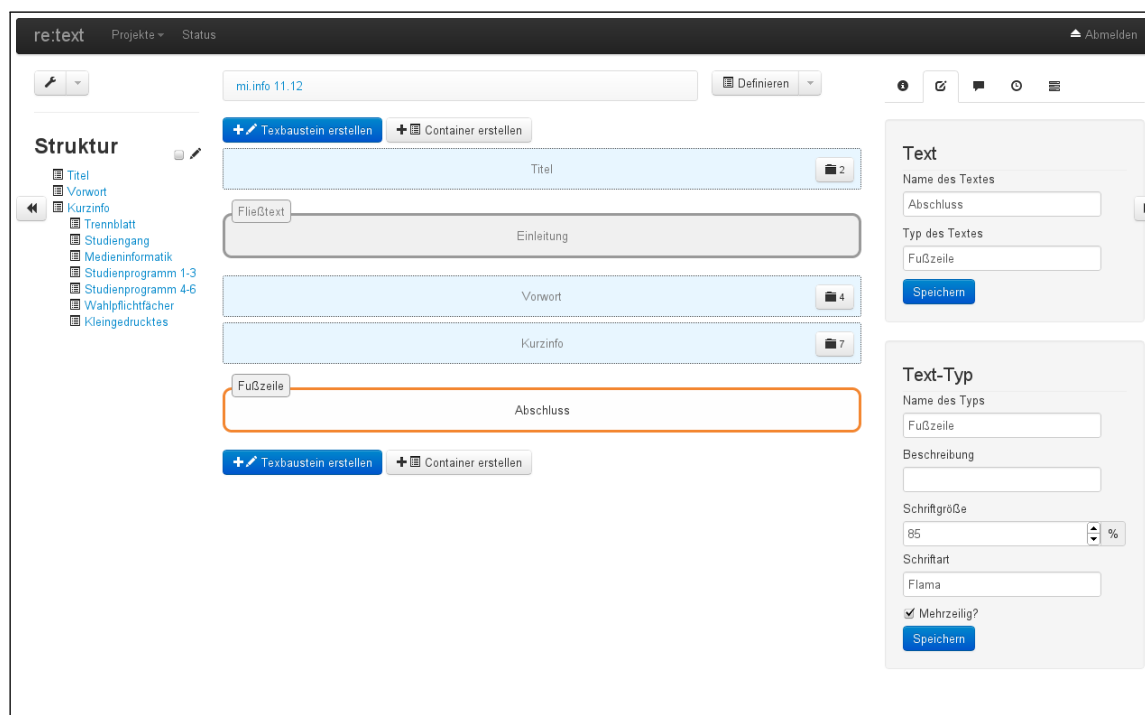 re:text Projekte Status Abmelden
mi.info 11.12 Definieren
Texbaustein erstellen Container erstellen
Struktur
Titel
Vorwort
Kurzinfo
Trennblatt
Studiengang
Medieninformatik
Studienprogramm 1-3
Studienprogramm 4-6
Wahlpflichtfächer
Kleingedrucktes
Titel 2
Fließtext
Einleitung
Vorwort 4
Kurzinfo 7
Fußzeile
Abschluss
Texbaustein erstellen Container erstellen
Text
Name des Textes
Abschluss
Typ des Textes
Fußzeile
Speichern
Text-Typ
Name des Typs
Fußzeile
Beschreibung
Schriftgröße
85 %
Schriftart
Flama
Mehrzeilig?
Speichern